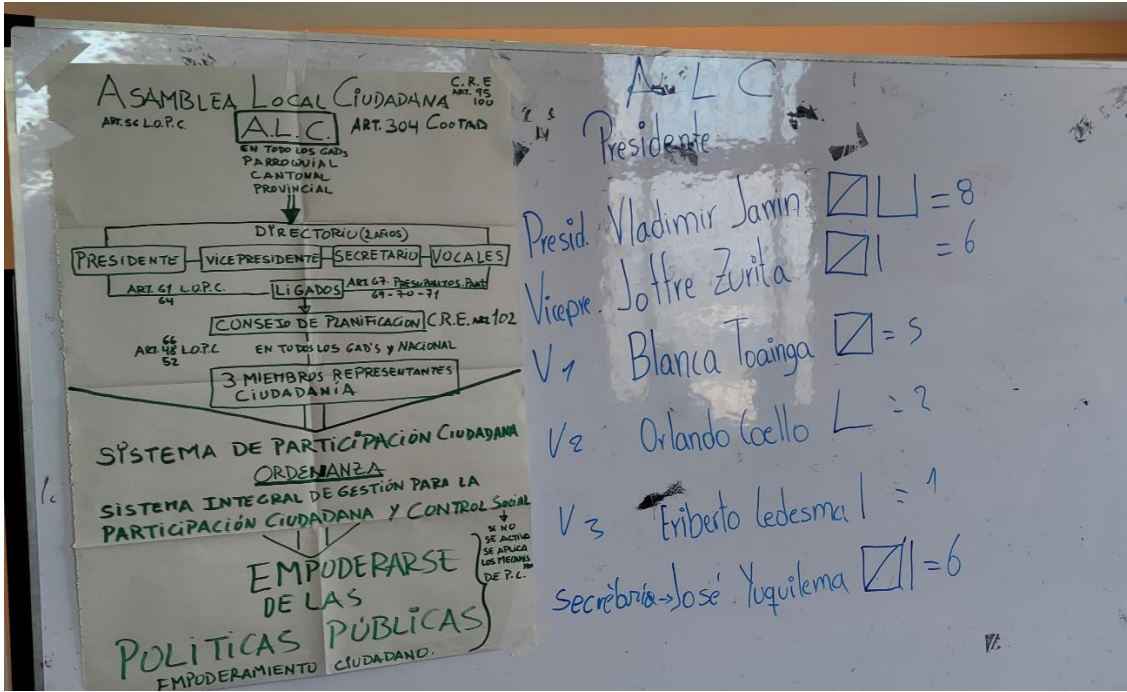 ASAMBLEA LOCAL CIUDADANA
C.R.E
ART. 95
100
ART. 56 L.O.P.C.
A.L.C.
ART. 304 COOTAD
EN TODO LOS GADs
PARROQUIAL
CANTONAL
PROVINCIAL
DIRECTORIO (2 AÑOS)
PRESIDENTE VICEPRESIDENTE SECRETARIO VOCALES
ART. 61 L.O.P.C.
64
LIGADOS
ART 67. PRESUPUESTOS. PART
69-70-71
CONSEJO DE PLANIFICACION C.R.E. ART 102
66
ART. 48 L.O.P.C
52
EN TODOS LOS GAD'S y NACIONAL
3 MIEMBROS REPRESENTANTES
CIUDADANIA
SISTEMA DE PARTICIPACIÓN CIUDADANA
ORDENANZA
SISTEMA INTEGRAL DE GESTIÓN PARA LA
PARTICIPACIÓN CIUDADANA Y CONTROL Social
SI NO
SE ACTIVA
SE APLICA
LOS MECANIS
DE P.C.
EMPODERARSE
DE LAS
POLITICAS PÚBLICAS
EMPODERAMIENTO CIUDADANO.
A L C
Presidente
Presid. Vladimir Jarrin = 8
Vicepre. Joffre Zurita = 6
V1 Blanca Toainga = 5
V2 Orlando Coello = 2
V3 Eriberto Ledesma = 1
Secretaria → José Yuquilema = 6